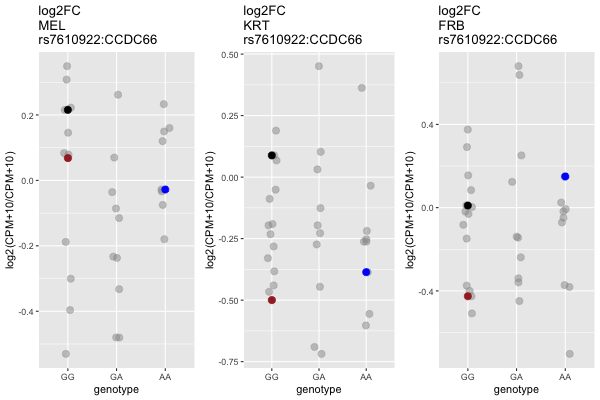 log2FC
MEL
rs7610922:CCDC66
log2(CPM+10/CPM+10)
0.2
0.0
-0.2
-0.4
GG GA AA
genotype
log2FC
KRT
rs7610922:CCDC66
log2(CPM+10/CPM+10)
0.50
0.25
0.00
-0.25
-0.50
-0.75
GG GA AA
genotype
log2FC
FRB
rs7610922:CCDC66
log2(CPM+10/CPM+10)
0.4
0.0
-0.4
GG GA AA
genotype